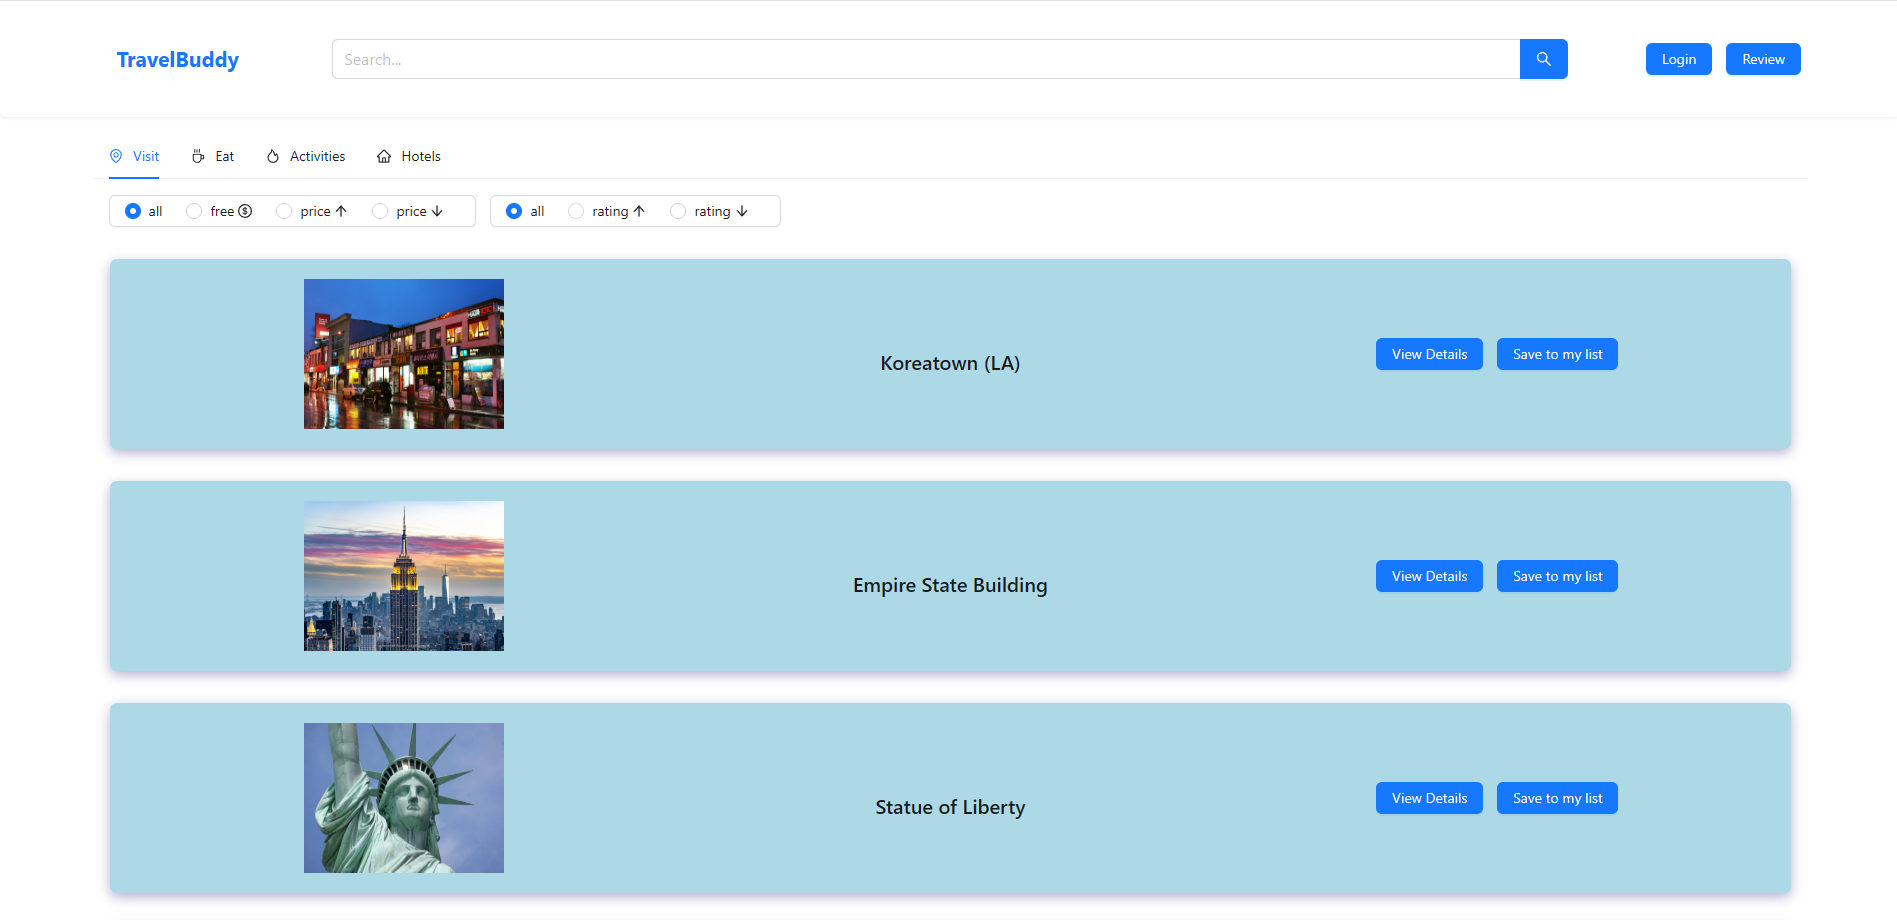 TravelBuddy
Search...
Login
Review
Visit
Eat
Activities
Hotels
all
free
price
price
all
rating
rating
Koreatown (LA)
View Details
Save to my list
Empire State Building
View Details
Save to my list
Statue of Liberty
View Details
Save to my list